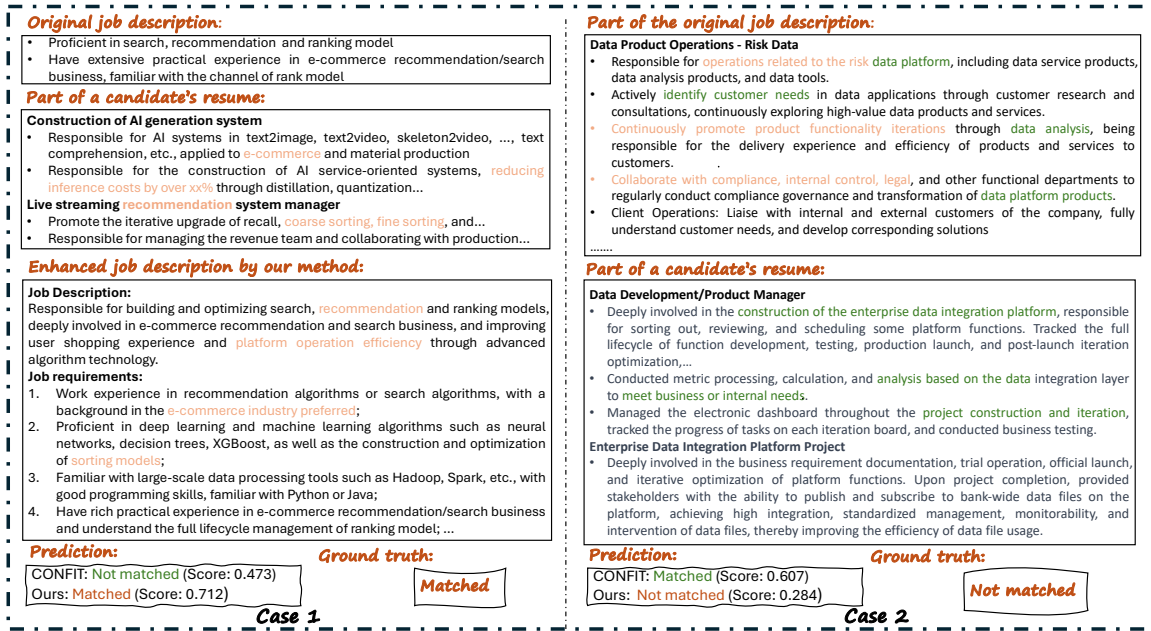 Original job description:
• Proficient in search, recommendation and ranking model
• Have extensive practical experience in e-commerce recommendation/search
business, familiar with the channel of rank model
Part of a candidate's resume:
Construction of AI generation system
• Responsible for AI systems in text2image, text2video, skeleton2video, ..., text
comprehension, etc., applied to e-commerce and material production
• Responsible for the construction of AI service-oriented systems, reducing
inference costs by over xx% through distillation, quantization...
Live streaming recommendation system manager
• Promote the iterative upgrade of recall, coarse sorting, fine sorting, and...
• Responsible for managing the revenue team and collaborating with production...
Enhanced job description by our method:
Job Description:
Responsible for building and optimizing search, recommendation and ranking models,
deeply involved in e-commerce recommendation and search business, and improving
user shopping experience and platform operation efficiency through advanced
algorithm technology.
Job requirements:
1. Work experience in recommendation algorithms or search algorithms, with a
background in the e-commerce industry preferred;
2. Proficient in deep learning and machine learning algorithms such as neural
networks, decision trees, XGBoost, as well as the construction and optimization
of sorting models;
3. Familiar with large-scale data processing tools such as Hadoop, Spark, etc., with
good programming skills, familiar with Python or Java;
4. Have rich practical experience in e-commerce recommendation/search business
and understand the full lifecycle management of ranking model; ...
Prediction:
CONFIT: Not matched (Score: 0.473)
Ours: Matched (Score: 0.712)
Ground truth:
Matched
Case 1
Part of the original job description:
Data Product Operations - Risk Data
• Responsible for operations related to the risk data platform, including data service products,
data analysis products, and data tools.
• Actively identify customer needs in data applications through customer research and
consultations, continuously exploring high-value data products and services.
• Continuously promote product functionality iterations through data analysis, being
responsible for the delivery experience and efficiency of products and services to
customers. .
• Collaborate with compliance, internal control, legal, and other functional departments to
regularly conduct compliance governance and transformation of data platform products.
• Client Operations: Liaise with internal and external customers of the company, fully
understand customer needs, and develop corresponding solutions
.......
Part of a candidate's resume:
Data Development/Product Manager
• Deeply involved in the construction of the enterprise data integration platform, responsible
for sorting out, reviewing, and scheduling some platform functions. Tracked the full
lifecycle of function development, testing, production launch, and post-launch iteration
optimization,...
• Conducted metric processing, calculation, and analysis based on the data integration layer
to meet business or internal needs.
• Managed the electronic dashboard throughout the project construction and iteration,
tracked the progress of tasks on each iteration board, and conducted business testing.
Enterprise Data Integration Platform Project
• Deeply involved in the business requirement documentation, trial operation, official launch,
and iterative optimization of platform functions. Upon project completion, provided
stakeholders with the ability to publish and subscribe to bank-wide data files on the
platform, achieving high integration, standardized management, monitorability, and
intervention of data files, thereby improving the efficiency of data file usage.
Prediction:
CONFIT: Matched (Score: 0.607)
Ours: Not matched (Score: 0.284)
Ground truth:
Not matched
Case 2